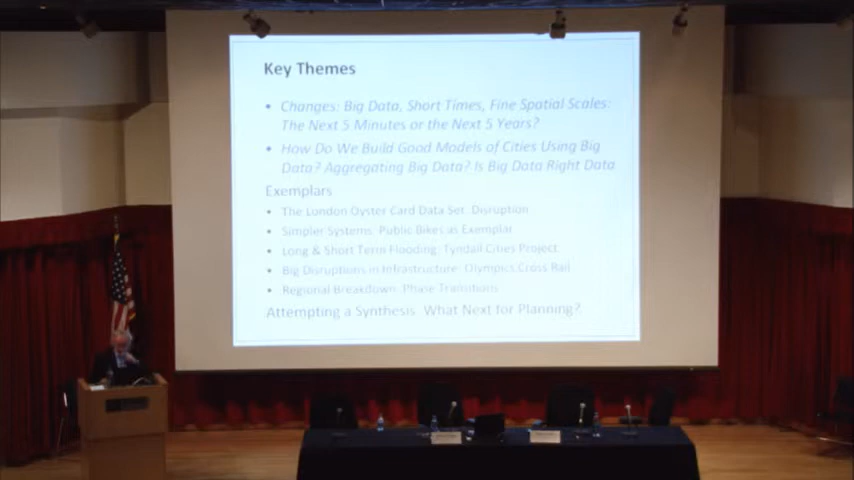 Key Themes
• Changes: Big Data, Short Times, Fine Spatial Scales:
The Next 5 Minutes or the Next 5 Years?
• How Do We Build Good Models of Cities Using Big
Data? Aggregating Big Data? Is Big Data Right Data
Exemplars
• The London Oyster Card Data Set: Disruption
• Simpler Systems: Public Bikes as Exemplar
• Long & Short Term Flooding: Tyndall Cities Project
• Big Disruptions in Infrastructure: Olympics, Cross Rail
• Regional Breakdown: Phase Transitions
Attempting a Synthesis: What Next for Planning?